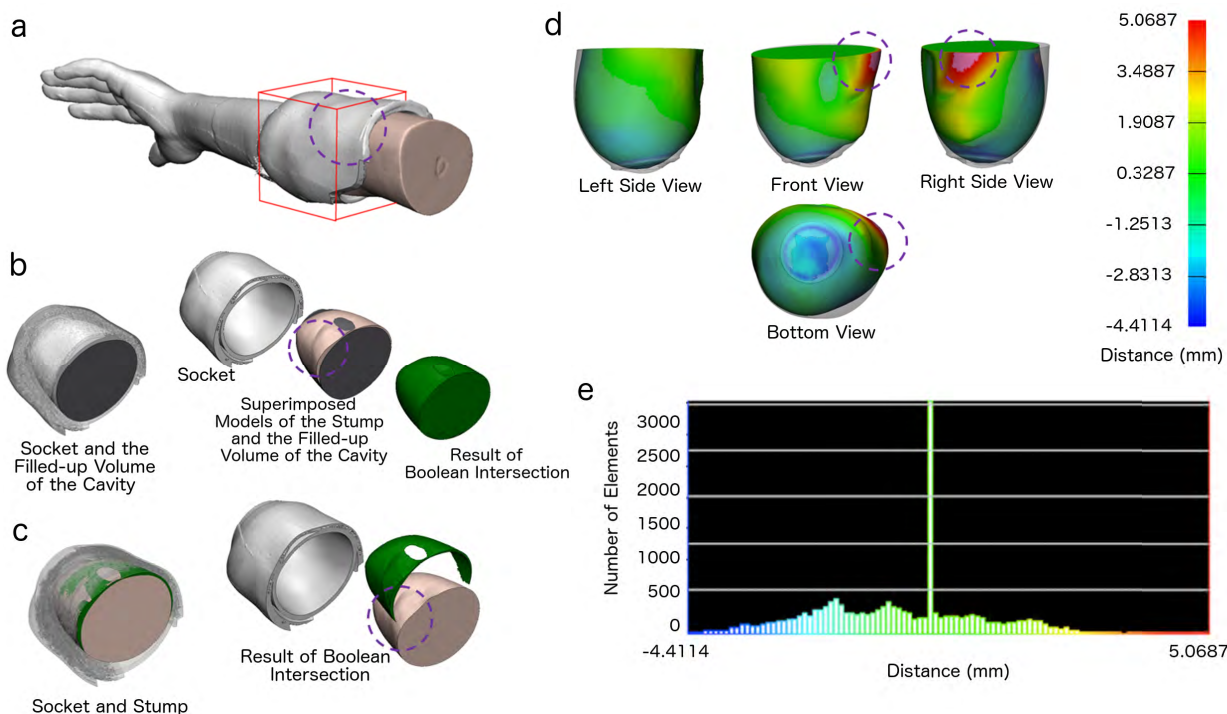 a
b
Socket and the
Filled-up Volume
of the Cavity
Socket
Superimposed
Models of the Stump
and the Filled-up
Volume of the Cavity
Result of
Boolean Intersection
c
Socket and Stump
Result of Boolean
Intersection
d
Left Side View
Front View
Right Side View
Bottom View
5.0687
3.4887
1.9087
0.3287
-1.2513
-2.8313
-4.4114
Distance (mm)
e
Number of Elements
3000
2500
2000
1500
1000
500
0
-4.4114
5.0687
Distance (mm)